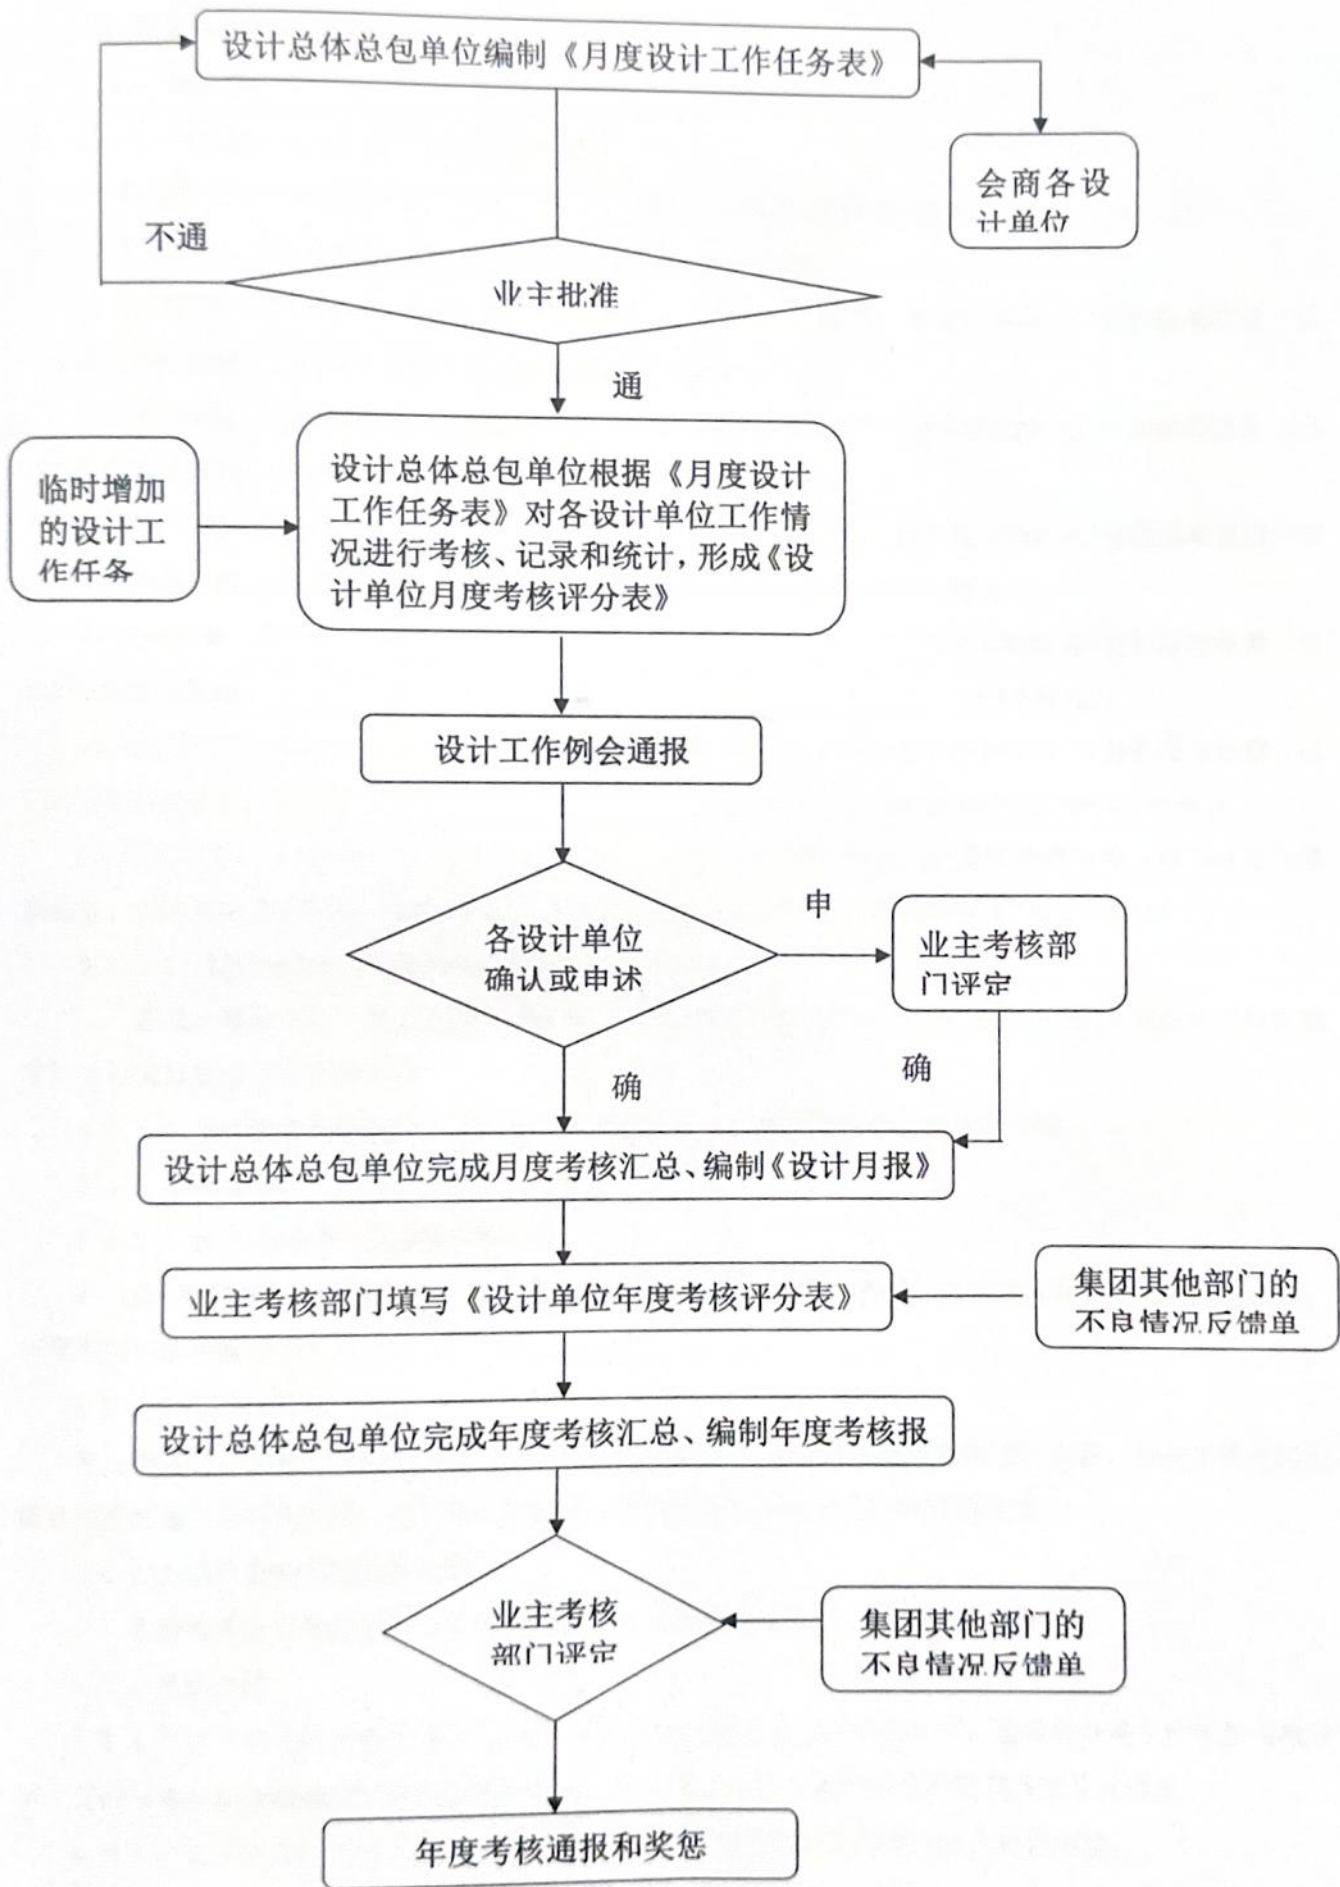 设计总体总包单位编制《月度设计工作任务表》
会商各设
计单位
不通
业主批准
通
临时增加
的设计工
作任务
设计总体总包单位根据《月度设计
工作任务表》对各设计单位工作情
况进行考核、记录和统计，形成《设
计单位月度考核评分表》
设计工作例会通报
各设计单位
确认或申述
申
业主考核部
门评定
确
确
设计总体总包单位完成月度考核汇总、编制《设计月报》
业主考核部门填写《设计单位年度考核评分表》
集团其他部门的
不良情况反馈单
设计总体总包单位完成年度考核汇总、编制年度考核报
业主考核
部门评定
集团其他部门的
不良情况反馈单
年度考核通报和奖惩